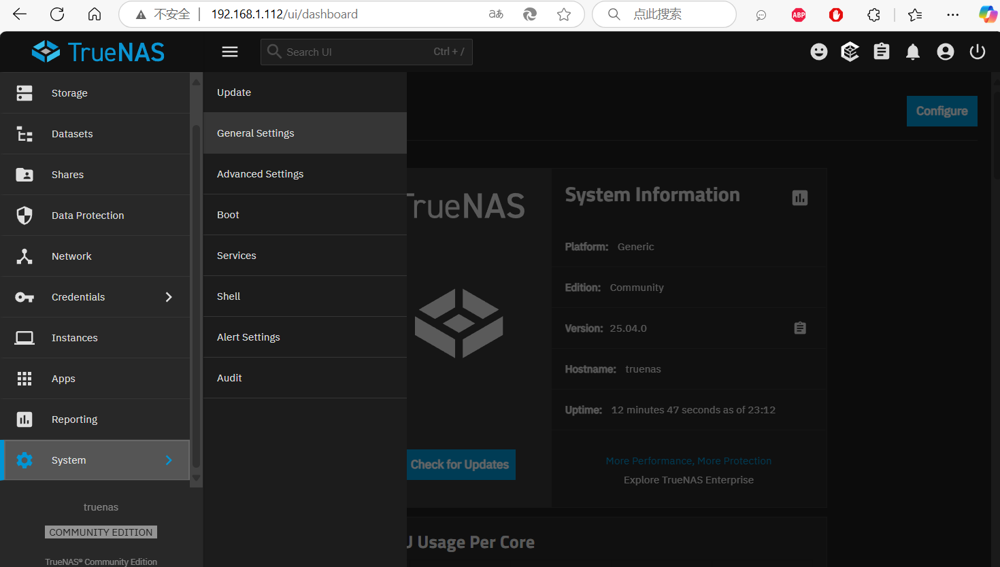 不安全 | 192.168.1.112/ui/dashboard
aあ
点此搜索
ABP
TrueNAS
Search UI
Ctrl + /
Storage
Datasets
Shares
Data Protection
Network
Credentials
Instances
Apps
Reporting
System
truenas
COMMUNITY EDITION
TrueNAS® Community Edition
Update
General Settings
Advanced Settings
Boot
Services
Shell
Alert Settings
Audit
Configure
TrueNAS
Check for Updates
System Information
Platform: Generic
Edition: Community
Version: 25.04.0
Hostname: truenas
Uptime: 12 minutes 47 seconds as of 23:12
More Performance, More Protection
Explore TrueNAS Enterprise
Usage Per Core